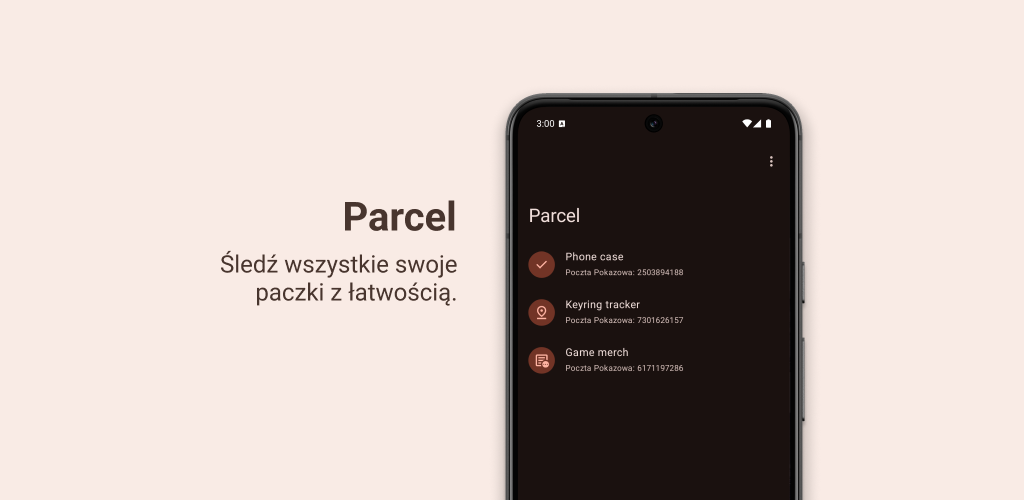 Parcel
Śledź wszystkie swoje
paczki z łatwością.
3:00
Parcel
Phone case
Poczta Pokazowa: 2503894188
Keyring tracker
Poczta Pokazowa: 7301626157
Game merch
Poczta Pokazowa: 6171197286